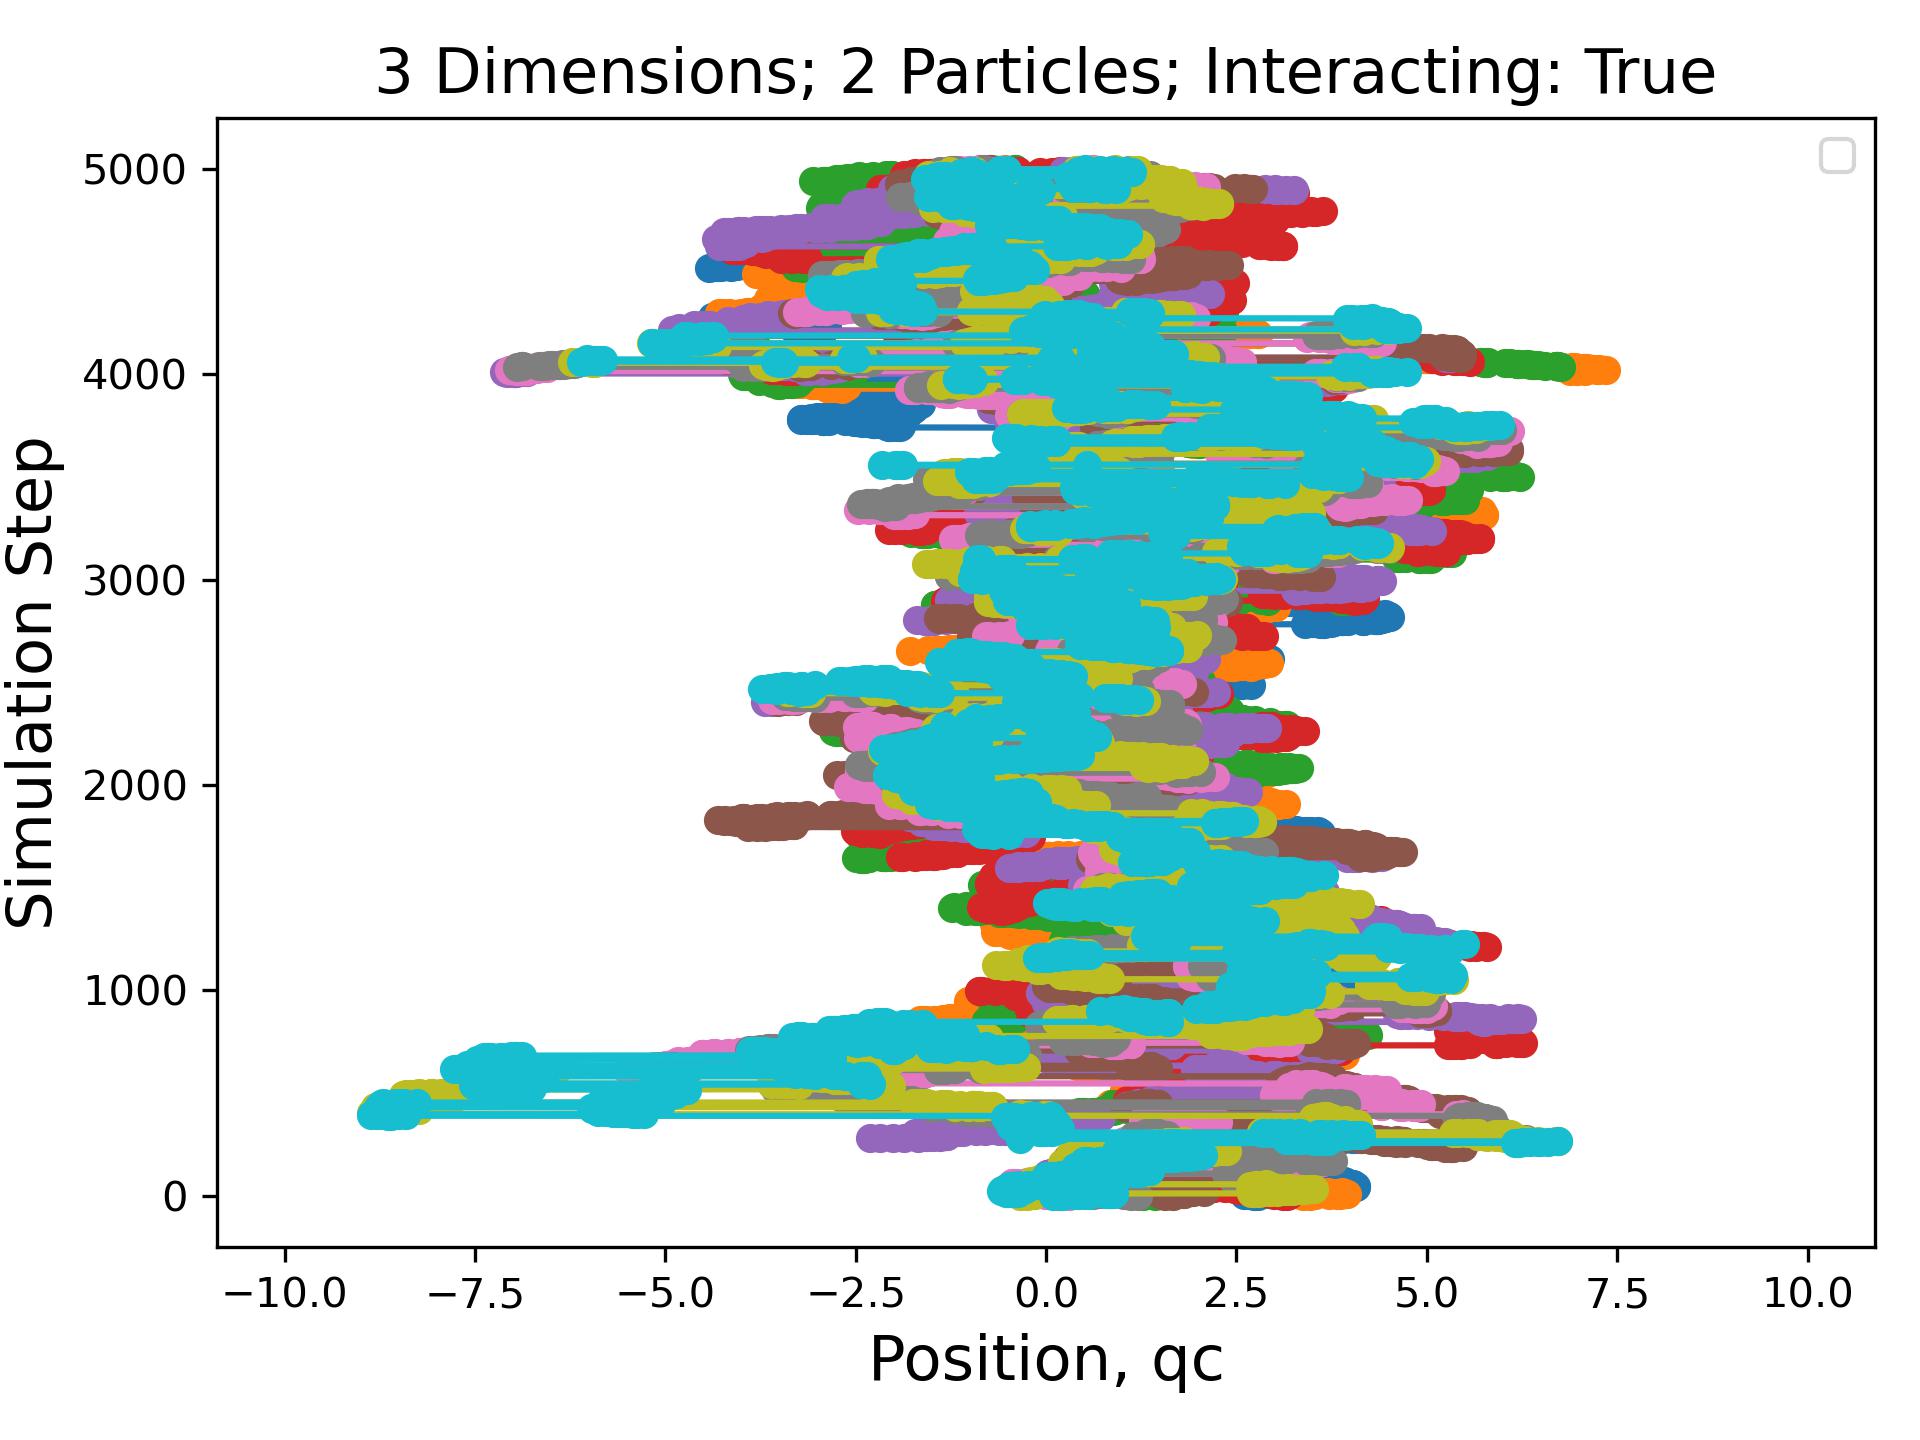 3 Dimensions; 2 Particles; Interacting: True
Simulation Step
5000
4000
3000
2000
1000
0
−10.0 −7.5 −5.0 −2.5 0.0 2.5 5.0 7.5 10.0
Position, qc